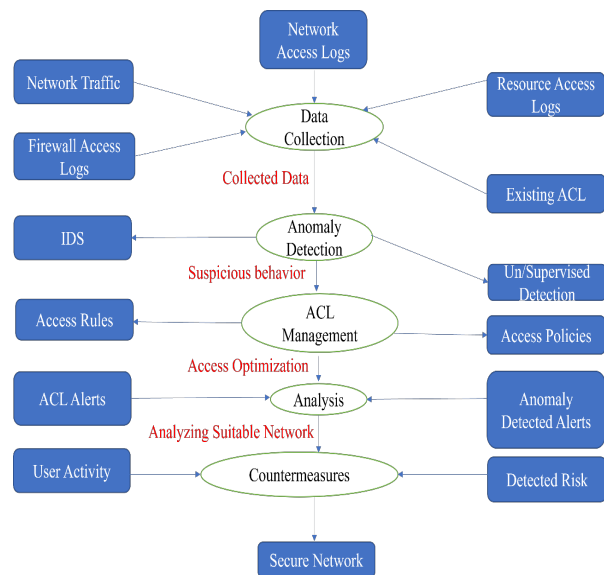 Network
Access Logs
Network Traffic
Resource Access
Logs
Data
Collection
Firewall Access
Logs
Collected Data
Existing ACL
IDS
Anomaly
Detection
Suspicious behavior
Un/Supervised
Detection
Access Rules
ACL
Management
Access Policies
Access Optimization
ACL Alerts
Analysis
Anomaly
Detected Alerts
Analyzing Suitable Network
User Activity
Countermeasures
Detected Risk
Secure Network